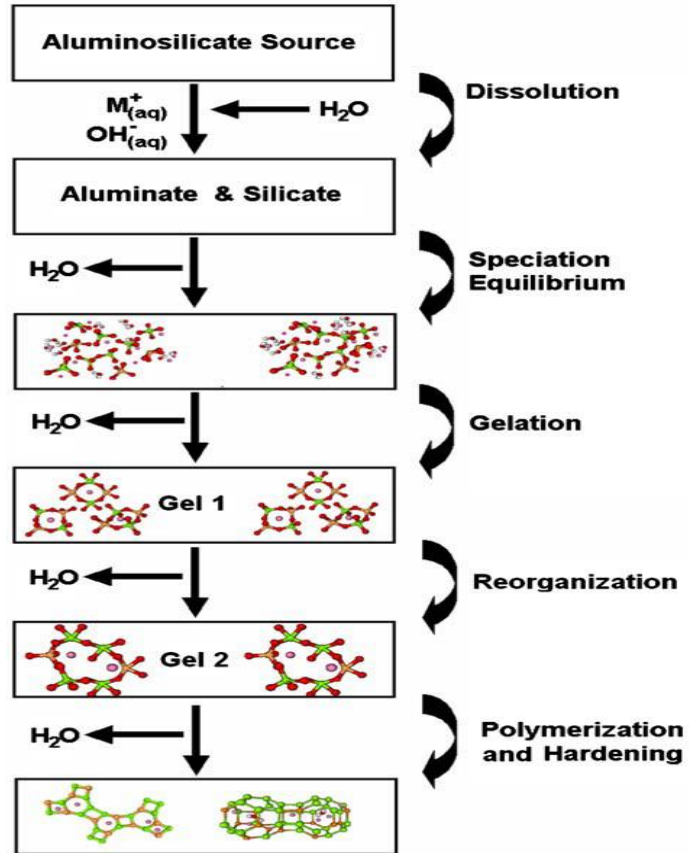 Aluminosilicate Source
M⁺(aq)
H₂O
OH⁻(aq)
Dissolution
Aluminate & Silicate
H₂O
Speciation
Equilibrium
H₂O
Gelation
Gel 1
H₂O
Reorganization
Gel 2
H₂O
Polymerization
and Hardening